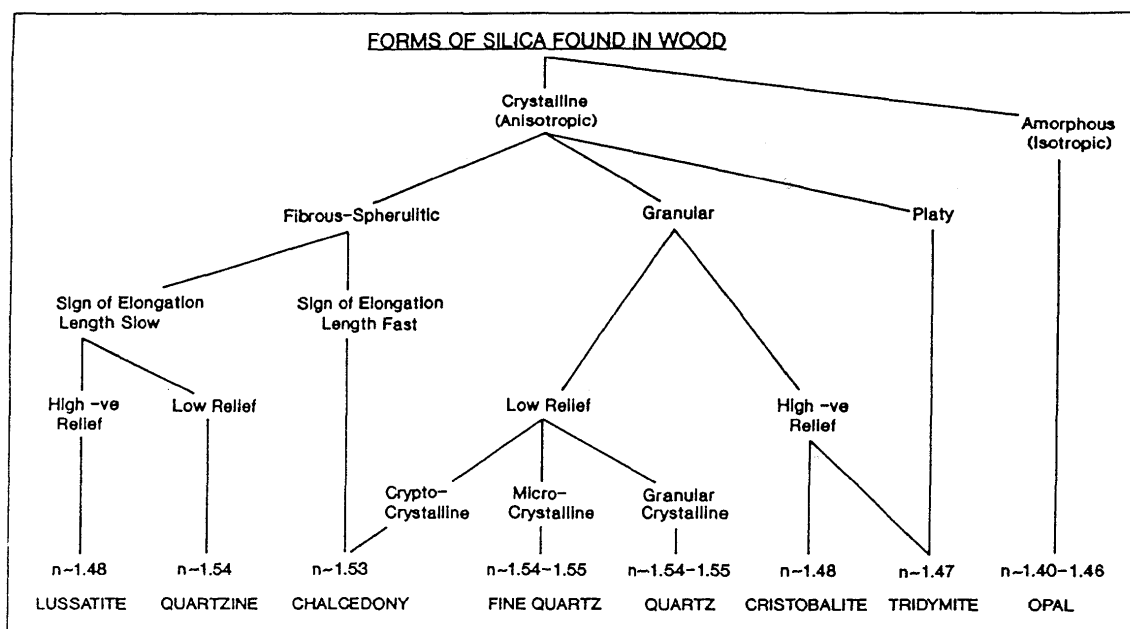 FORMS OF SILICA FOUND IN WOOD
Crystalline
(Anisotropic)
Amorphous
(Isotropic)
Fibrous-Spherulitic
Granular
Platy
Sign of Elongation
Length Slow
Sign of Elongation
Length Fast
High -ve
Relief
Low Relief
Low Relief
High -ve
Relief
Crypto-
Crystalline
Micro-
Crystalline
Granular
Crystalline
n~1.48
n~1.54
n~1.53
n~1.54-1.55
n~1.54-1.55
n~1.48
n~1.47
n~1.40-1.46
LUSSATITE
QUARTZINE
CHALCEDONY
FINE QUARTZ
QUARTZ
CRISTOBALITE
TRIDYMITE
OPAL